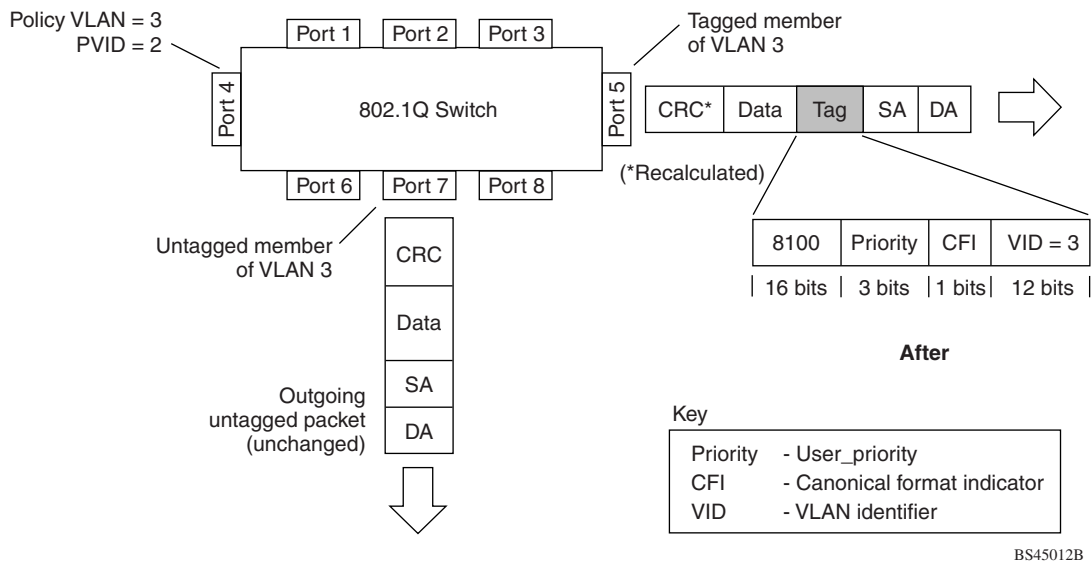 Policy VLAN = 3
PVID = 2
Port 1
Port 2
Port 3
Tagged member
of VLAN 3
Port 4
802.1Q Switch
Port 5
CRC*
Data
Tag
SA
DA
(*Recalculated)
Port 6
Port 7
Port 8
Untagged member
of VLAN 3
8100
Priority
CFI
VID = 3
16 bits
3 bits
1 bits
12 bits
After
CRC
Data
SA
DA
Outgoing
untagged packet
(unchanged)
Key
Priority - User_priority
CFI - Canonical format indicator
VID - VLAN identifier
BS45012B